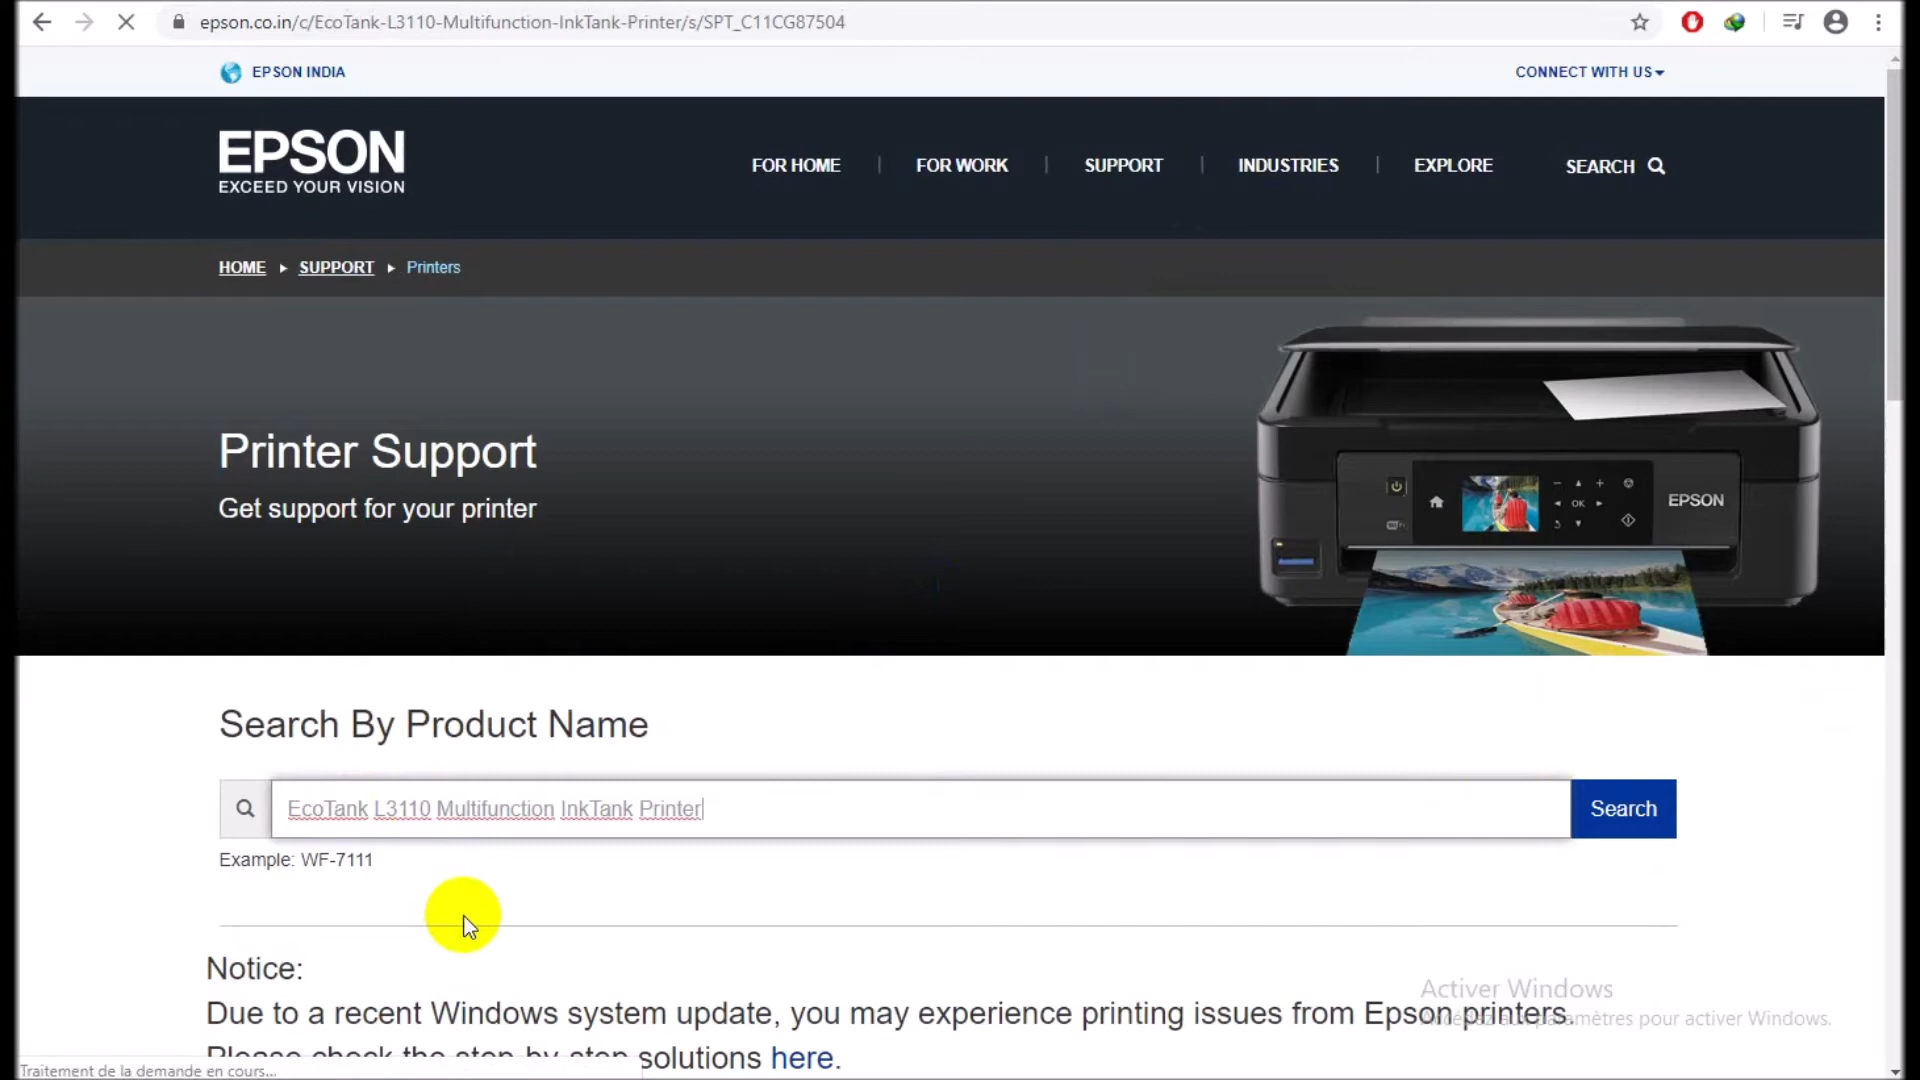 epson.co.in/c/EcoTank-L3110-Multifunction-InkTank-Printer/s/SPT_C11CG87504
EPSON INDIA
CONNECT WITH US
EPSON
EXCEED YOUR VISION
FOR HOME | FOR WORK | SUPPORT | INDUSTRIES | EXPLORE SEARCH
HOME SUPPORT Printers
Printer Support
Get support for your printer
OK
EPSON
Search By Product Name
EcoTank L3110 Multifunction InkTank Printer
Search
Example: WF-7111
Notice:
Due to a recent Windows system update, you may experience printing issues from Epson printers.
Please check the step-by-step solutions here.
Activer Windows
Accédez aux paramètres pour activer Windows.
Traitement de la demande en cours...